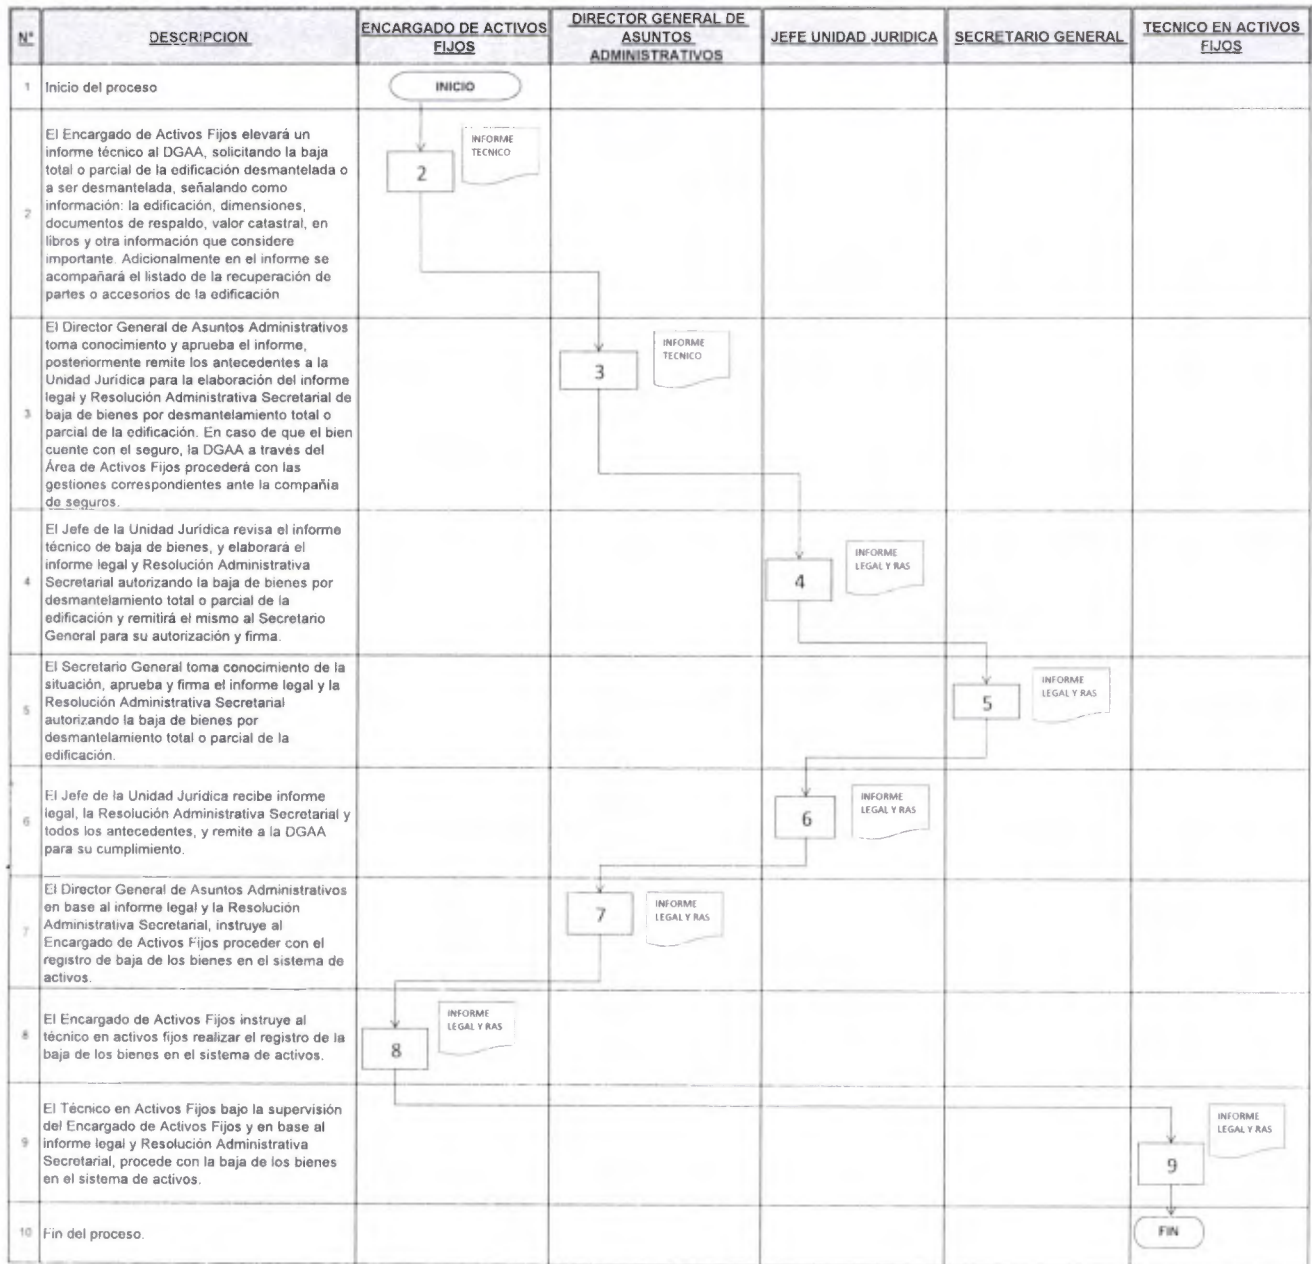 N°
DESCRIPCION
ENCARGADO DE ACTIVOS
FIJOS
DIRECTOR GENERAL DE
ASUNTOS
ADMINISTRATIVOS
JEFE UNIDAD JURIDICA
SECRETARIO GENERAL
TECNICO EN ACTIVOS
FIJOS
1
Inicio del proceso
INICIO
2
El Encargado de Activos Fijos elevará un
informe técnico al DGAA, solicitando la baja
total o parcial de la edificación desmantelada o
a ser desmantelada, señalando como
información: la edificación, dimensiones,
documentos de respaldo, valor catastral, en
libros y otra información que considere
importante. Adicionalmente en el informe se
acompañará el listado de la recuperación de
partes o accesorios de la edificación
2
INFORME
TECNICO
3
El Director General de Asuntos Administrativos
toma conocimiento y aprueba el informe,
posteriormente remite los antecedentes a la
Unidad Jurídica para la elaboración del informe
legal y Resolución Administrativa Secretarial de
baja de bienes por desmantelamiento total o
parcial de la edificación. En caso de que el bien
cuente con el seguro, la DGAA a través del
Área de Activos Fijos procederá con las
gestiones correspondientes ante la compañía
de seguros.
3
INFORME
TECNICO
4
El Jefe de la Unidad Jurídica revisa el informe
técnico de baja de bienes, y elaborará el
informe legal y Resolución Administrativa
Secretarial autorizando la baja de bienes por
desmantelamiento total o parcial de la
edificación y remitirá el mismo al Secretario
General para su autorización y firma.
4
INFORME
LEGAL Y RAS
5
El Secretario General toma conocimiento de la
situación, aprueba y firma el informe legal y la
Resolución Administrativa Secretarial
autorizando la baja de bienes por
desmantelamiento total o parcial de la
edificación.
5
INFORME
LEGAL Y RAS
6
El Jefe de la Unidad Jurídica recibe informe
legal, la Resolución Administrativa Secretarial y
todos los antecedentes, y remite a la DGAA
para su cumplimiento.
6
INFORME
LEGAL Y RAS
7
El Director General de Asuntos Administrativos
en base al informe legal y la Resolución
Administrativa Secretarial, instruye al
Encargado de Activos Fijos proceder con el
registro de baja de los bienes en el sistema de
activos.
7
INFORME
LEGAL Y RAS
8
El Encargado de Activos Fijos instruye al
técnico en activos fijos realizar el registro de la
baja de los bienes en el sistema de activos.
8
INFORME
LEGAL Y RAS
9
El Técnico en Activos Fijos bajo la supervisión
del Encargado de Activos Fijos y en base al
informe legal y Resolución Administrativa
Secretarial, procede con la baja de los bienes
en el sistema de activos.
9
INFORME
LEGAL Y RAS
10
Fin del proceso.
FIN